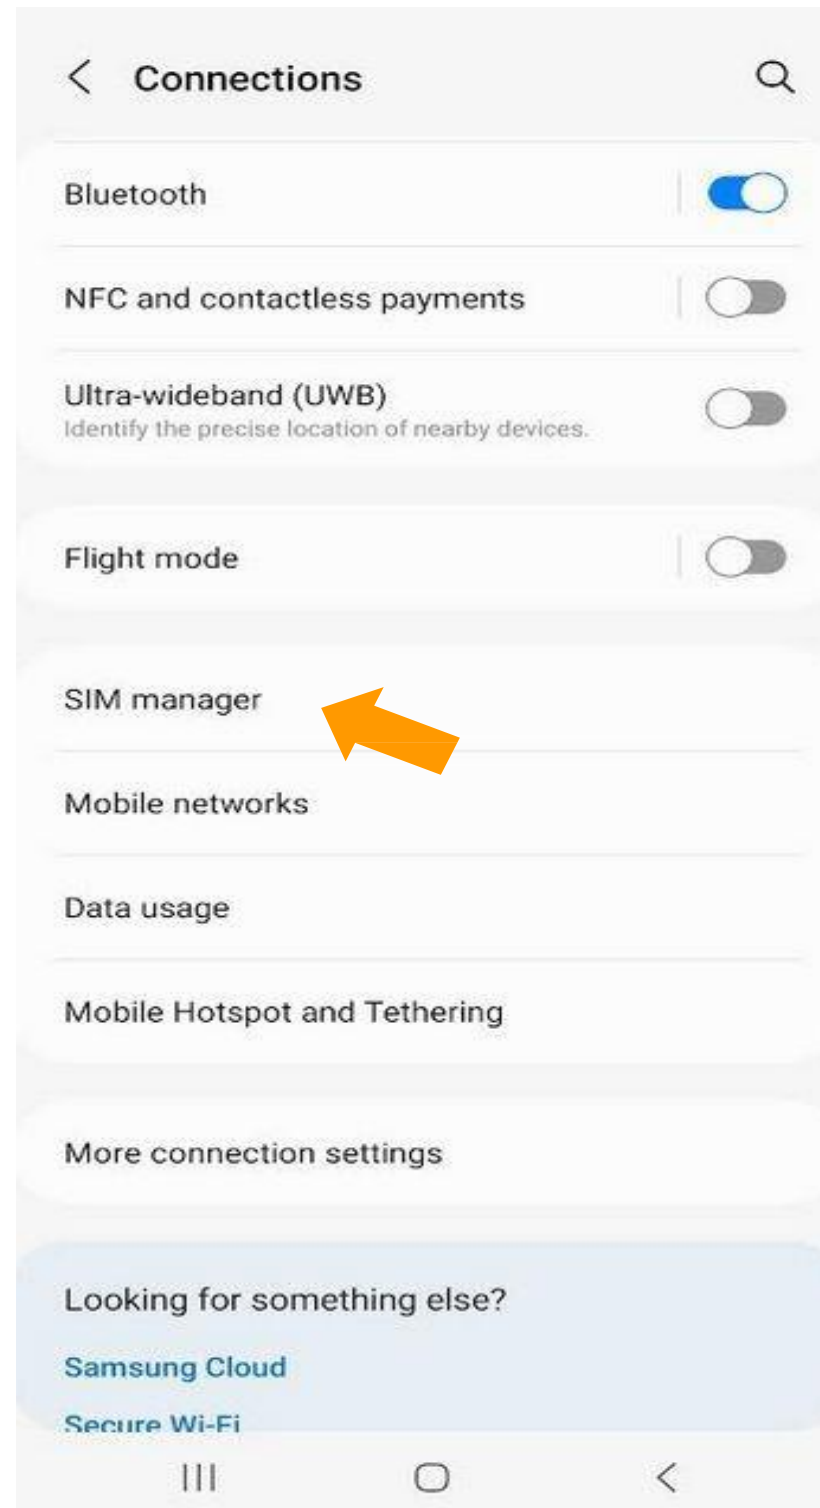 Connections
Bluetooth
NFC and contactless payments
Ultra-wideband (UWB)
Identify the precise location of nearby devices.
Flight mode
SIM manager
Mobile networks
Data usage
Mobile Hotspot and Tethering
More connection settings
Looking for something else?
Samsung Cloud
Secure Wi-Fi